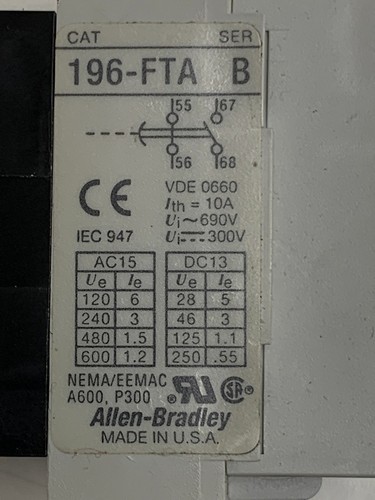 CAT SER
196-FTA B
55 67
56 68
CE
VDE 0660
Ith = 10A
Ui ~ 690V
Ui ⎓ 300V
IEC 947
AC15 DC13
Ue Ie Ue Ie
120 6 28 5
240 3 46 3
480 1.5 125 1.1
600 1.2 250 .55
NEMA/EEMAC
A600, P300 RU ® SA ®
Allen-Bradley
MADE IN U.S.A.